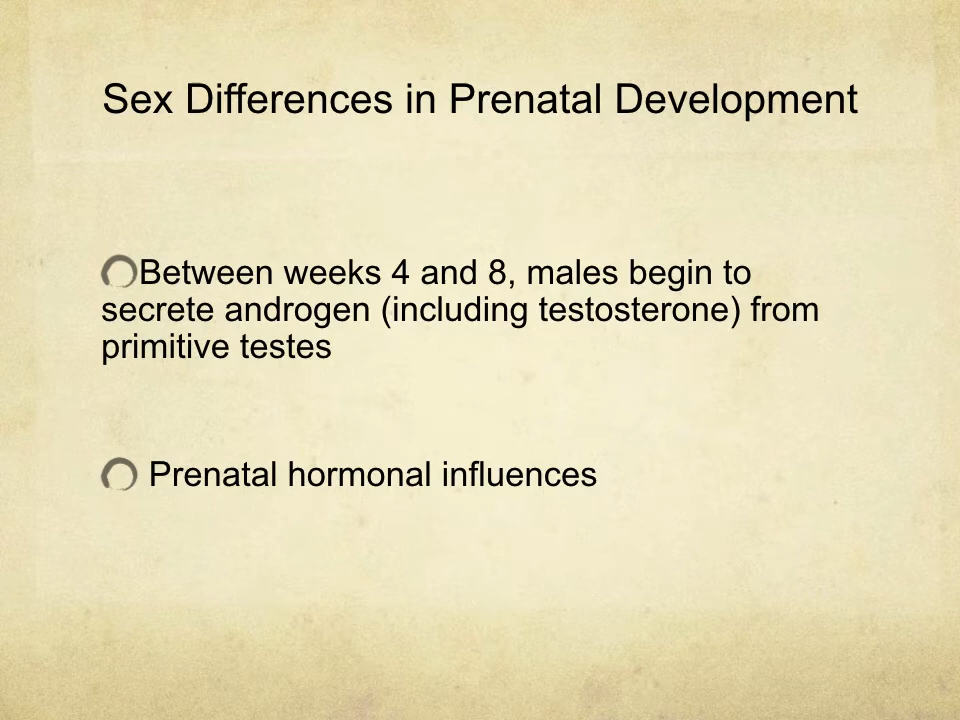 Sex Differences in Prenatal Development
Between weeks 4 and 8, males begin to
secrete androgen (including testosterone) from
primitive testes
Prenatal hormonal influences